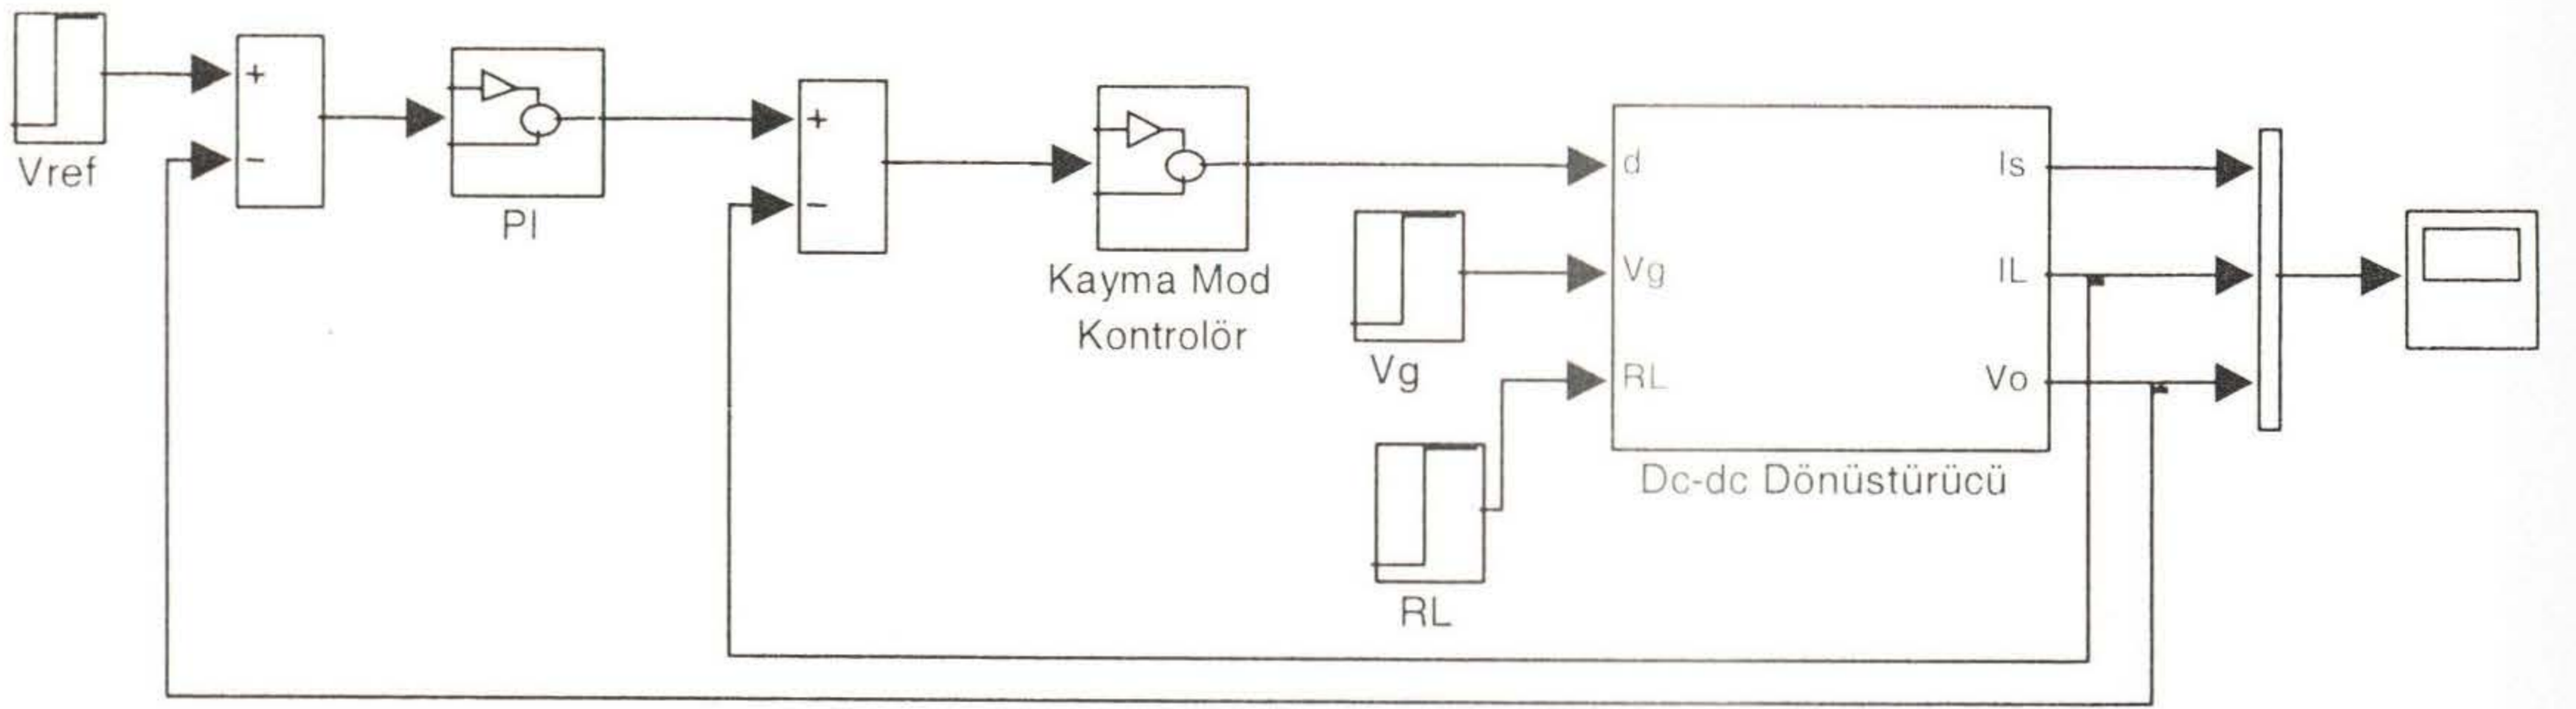 Vref
+
−
PI
+
−
Kayma Mod
Kontrolör
Vg
RL
d
Vg
RL
Is
IL
Vo
Dc-dc Dönüstürücü